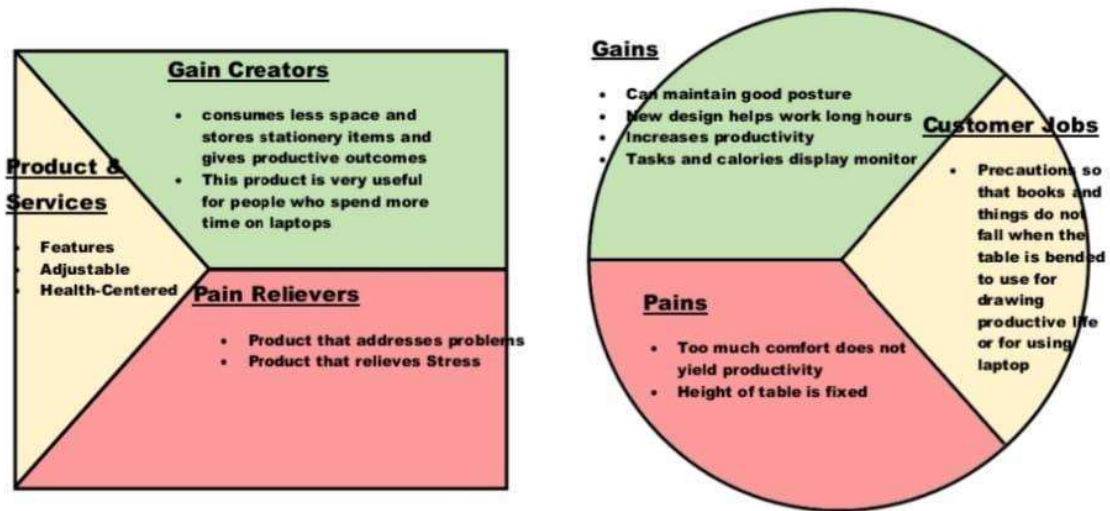 Gain Creators
• consumes less space and
stores stationery items and
gives productive outcomes
• This product is very useful
for people who spend more
time on laptops
Product &
Services
• Features
• Adjustable
• Health-Centered
Pain Relievers
• Product that addresses problems
• Product that relieves Stress
Gains
• Can maintain good posture
• New design helps work long hours
• Increases productivity
• Tasks and calories display monitor
Customer Jobs
• Precautions so
that books and
things do not
fall when the
table is bended
to use for
drawing
productive life
or for using
laptop
Pains
• Too much comfort does not
yield productivity
• Height of table is fixed